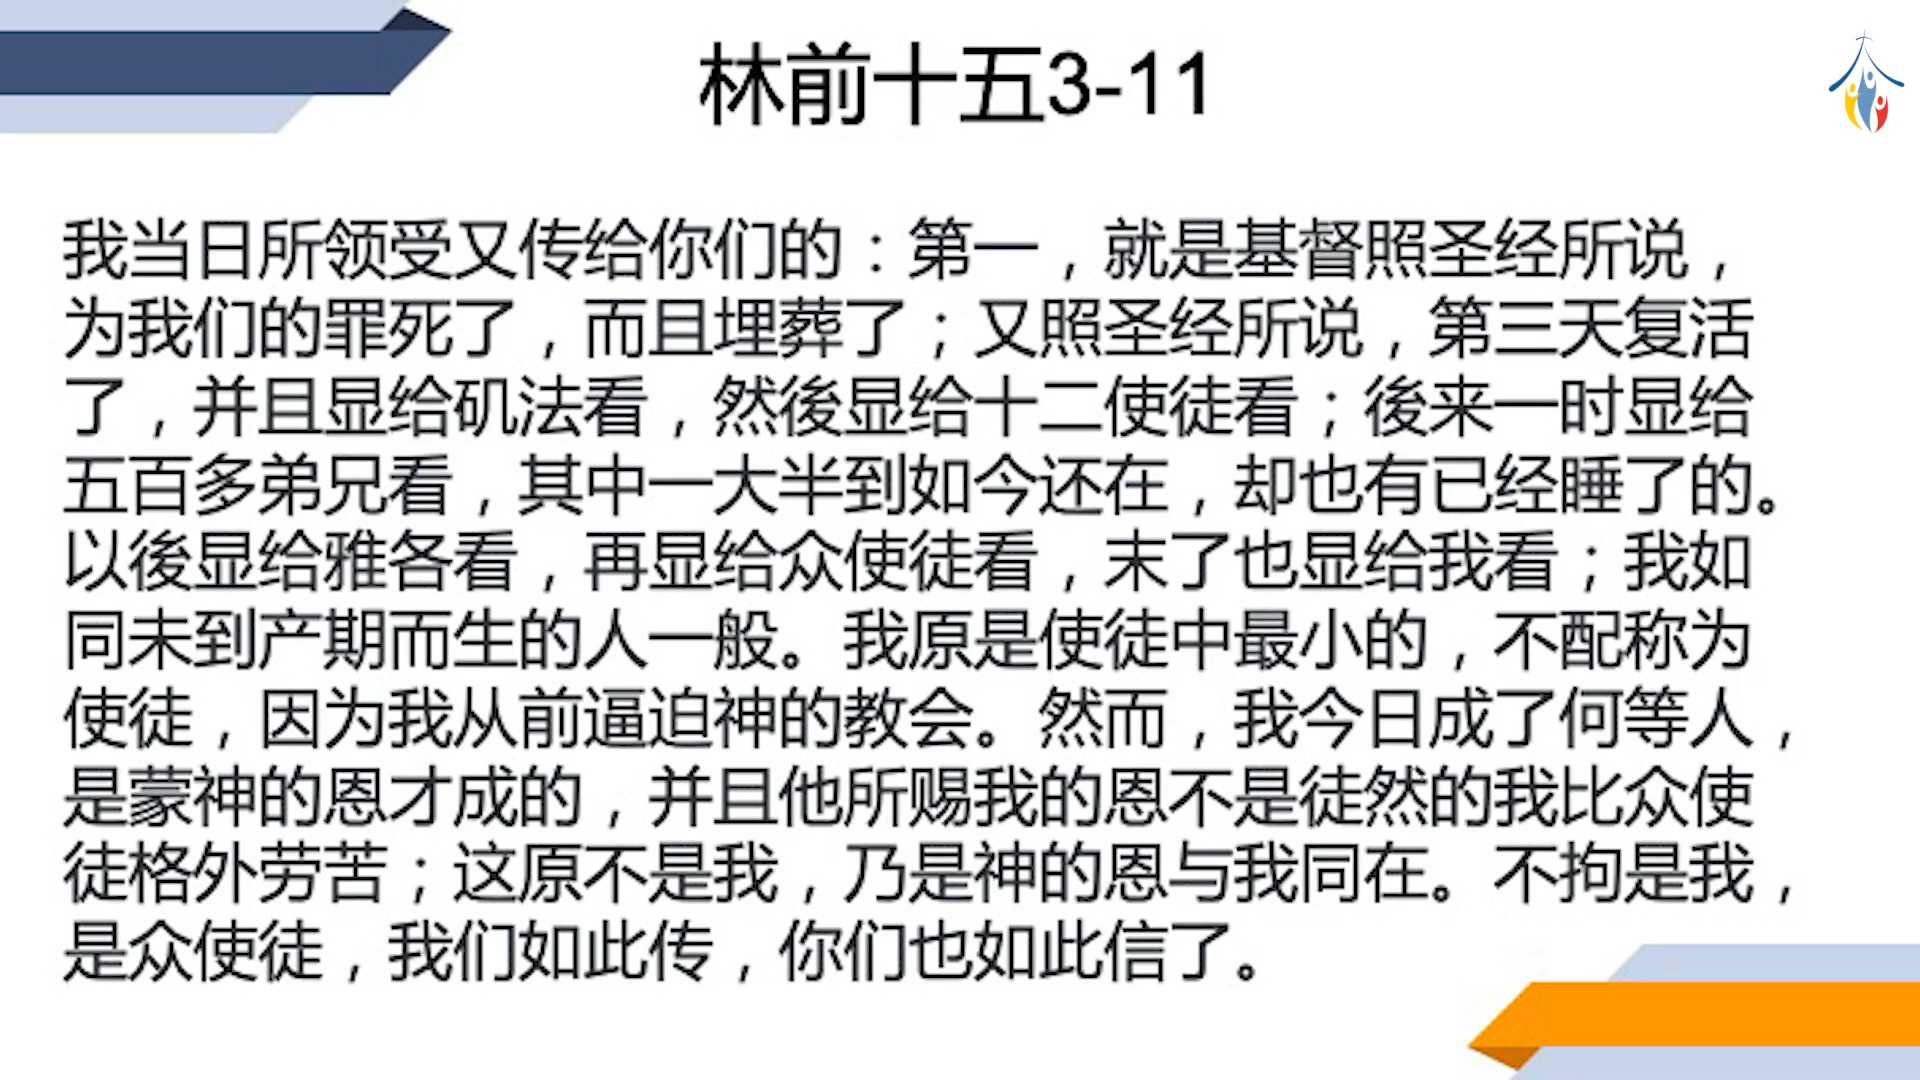 林前十五3-11
我当日所领受又传给你们的：第一，就是基督照圣经所说，
为我们的罪死了，而且埋葬了；又照圣经所说，第三天复活
了，并且显给矶法看，然後显给十二使徒看；後来一时显给
五百多弟兄看，其中一大半到如今还在，却也有已经睡了的。
以後显给雅各看，再显给众使徒看，末了也显给我看；我如
同未到产期而生的人一般。我原是使徒中最小的，不配称为
使徒，因为我从前逼迫神的教会。然而，我今日成了何等人，
是蒙神的恩才成的，并且他所赐我的恩不是徒然的我比众使
徒格外劳苦；这原不是我，乃是神的恩与我同在。不拘是我，
是众使徒，我们如此传，你们也如此信了。